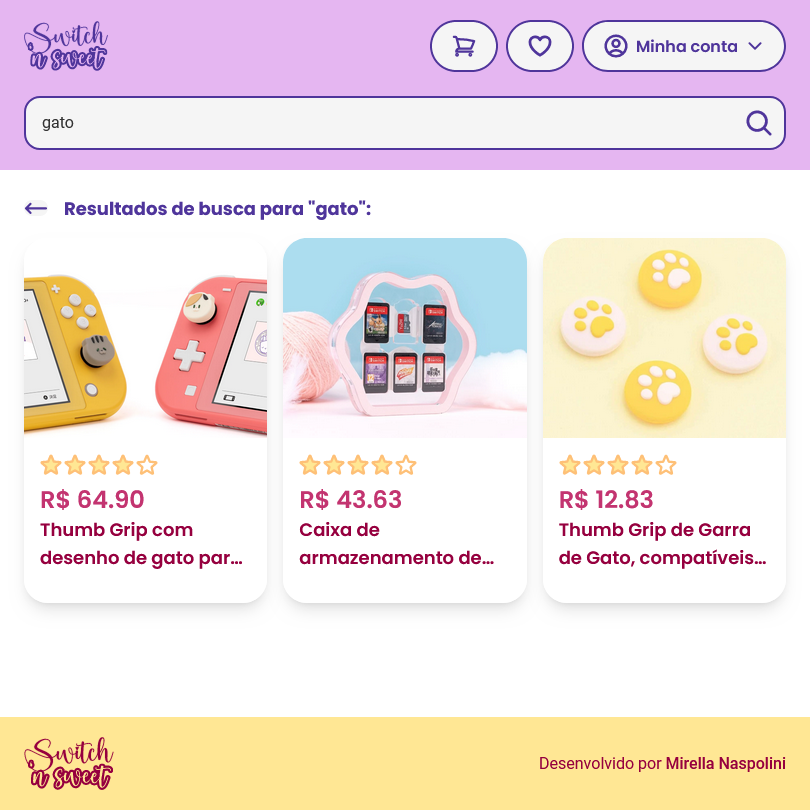 Switch
n sweet
Minha conta
gato
Resultados de busca para "gato":
R$ 64.90
Thumb Grip com
desenho de gato par...
R$ 43.63
Caixa de
armazenamento de...
R$ 12.83
Thumb Grip de Garra
de Gato, compatíveis...
Switch
n sweet
Desenvolvido por Mirella Naspolini